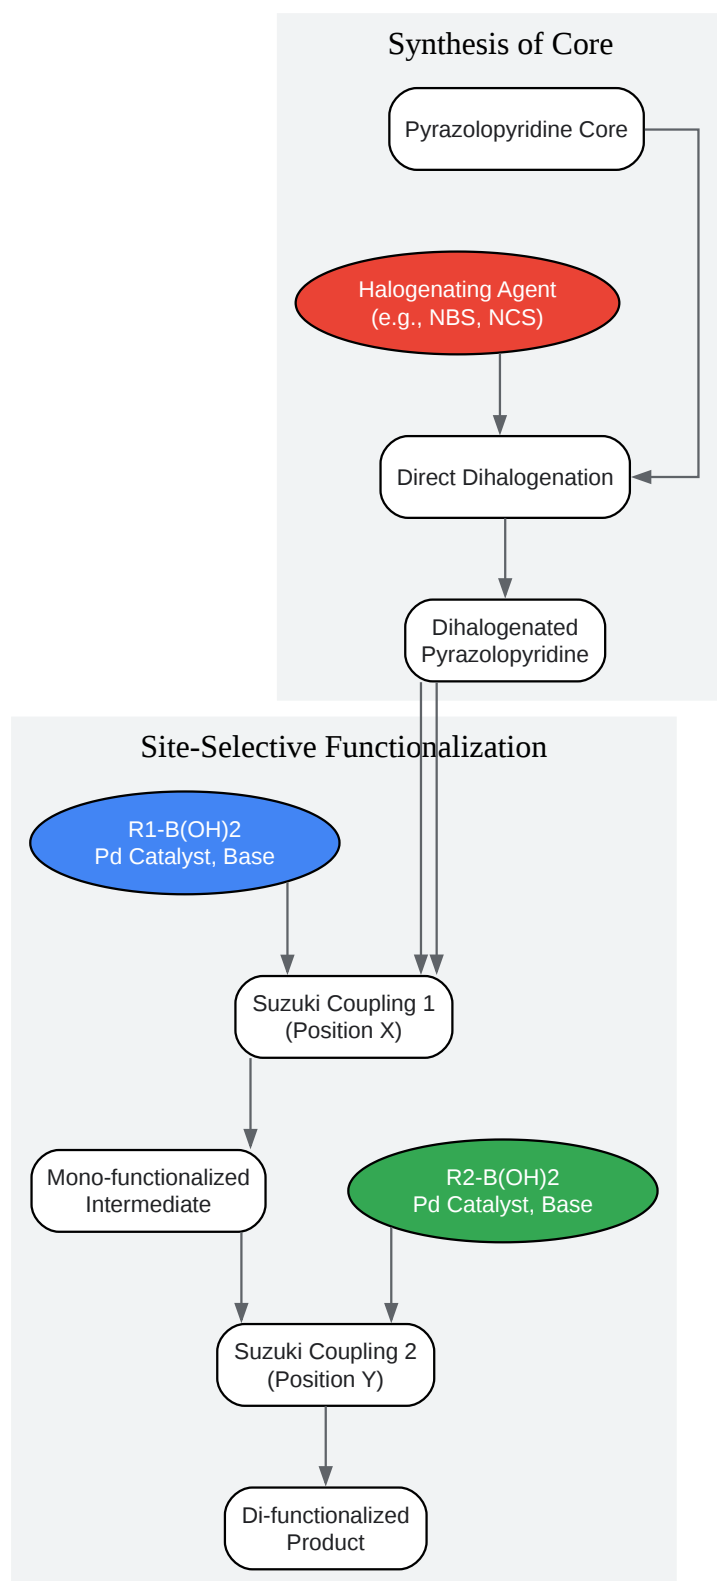 Synthesis of Core
Pyrazolopyridine Core
Halogenating Agent
(e.g., NBS, NCS)
Direct Dihalogenation
Dihalogenated
Pyrazolopyridine
Site-Selective Functionalization
R1-B(OH)2
Pd Catalyst, Base
Suzuki Coupling 1
(Position X)
Mono-functionalized
Intermediate
R2-B(OH)2
Pd Catalyst, Base
Suzuki Coupling 2
(Position Y)
Di-functionalized
Product